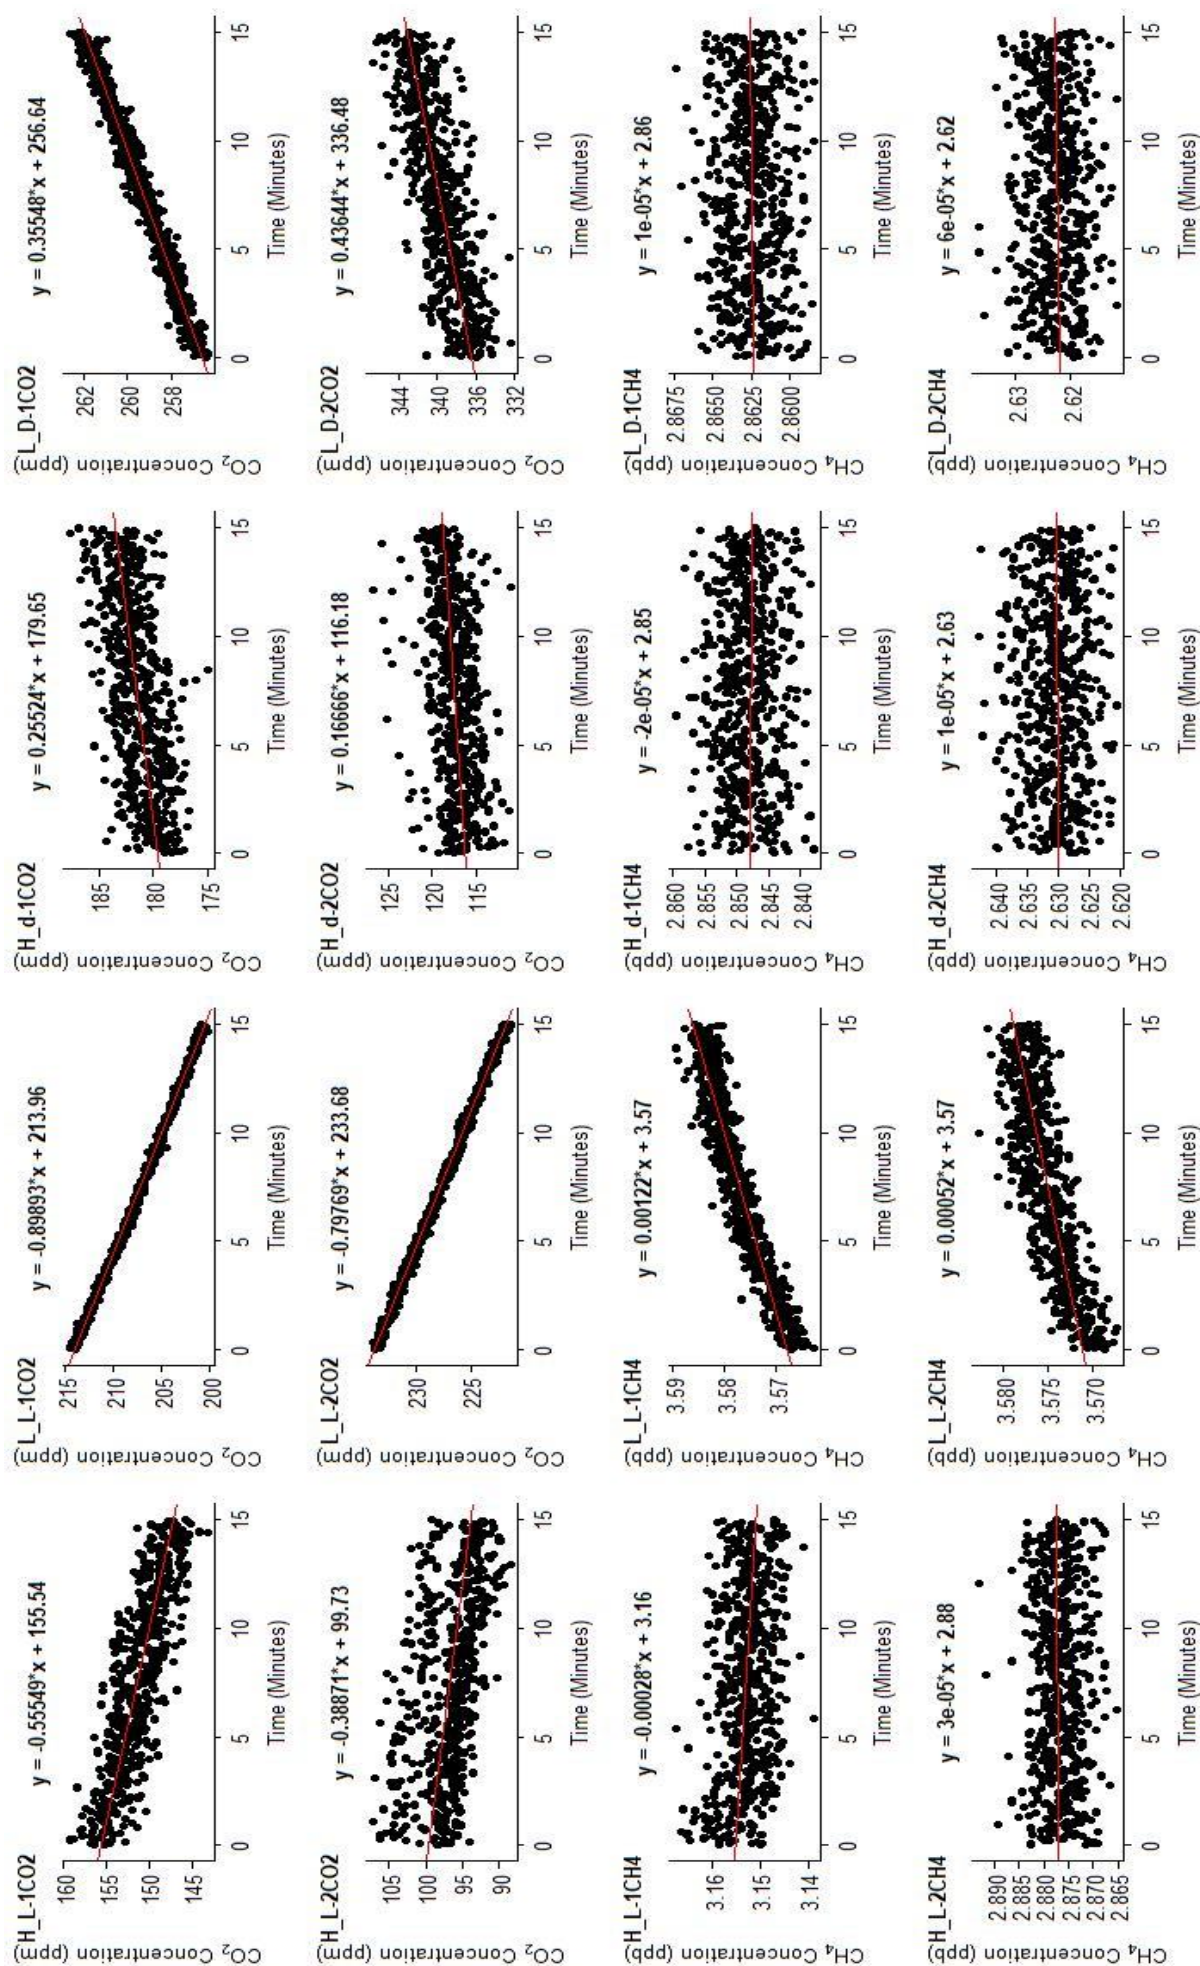 H_L-1CO2
y = -0.55549*x + 155.54
CO₂ Concentration (ppm)
160
155
150
145
0 5 10 15
Time (Minutes)
L_L-1CO2
y = -0.89893*x + 213.96
CO₂ Concentration (ppm)
215
210
205
200
0 5 10 15
Time (Minutes)
H_d-1CO2
y = 0.25524*x + 179.65
CO₂ Concentration (ppm)
185
180
175
0 5 10 15
Time (Minutes)
L_D-1CO2
y = 0.35548*x + 256.64
CO₂ Concentration (ppm)
262
260
258
0 5 10 15
Time (Minutes)
H_L-2CO2
y = -0.38871*x + 99.73
CO₂ Concentration (ppm)
105
100
95
90
0 5 10 15
Time (Minutes)
L_L-2CO2
y = -0.79769*x + 233.68
CO₂ Concentration (ppm)
230
225
0 5 10 15
Time (Minutes)
H_d-2CO2
y = 0.16666*x + 116.18
CO₂ Concentration (ppm)
125
120
115
0 5 10 15
Time (Minutes)
L_D-2CO2
y = 0.43644*x + 336.48
CO₂ Concentration (ppm)
344
340
336
332
0 5 10 15
Time (Minutes)
H_L-1CH4
y = -0.00028*x + 3.16
CH₄ Concentration (ppb)
3.16
3.15
3.14
0 5 10 15
Time (Minutes)
L_L-1CH4
y = 0.00122*x + 3.57
CH₄ Concentration (ppb)
3.59
3.58
3.57
0 5 10 15
Time (Minutes)
H_d-1CH4
y = -2e-05*x + 2.85
CH₄ Concentration (ppb)
2.860
2.855
2.850
2.845
2.840
0 5 10 15
Time (Minutes)
L_D-1CH4
y = 1e-05*x + 2.86
CH₄ Concentration (ppb)
2.8675
2.8650
2.8625
2.8600
0 5 10 15
Time (Minutes)
H_L-2CH4
y = 3e-05*x + 2.88
CH₄ Concentration (ppb)
2.890
2.885
2.880
2.875
2.870
2.865
0 5 10 15
Time (Minutes)
L_L-2CH4
y = 0.00052*x + 3.57
CH₄ Concentration (ppb)
3.580
3.575
3.570
0 5 10 15
Time (Minutes)
H_d-2CH4
y = 1e-05*x + 2.63
CH₄ Concentration (ppb)
2.640
2.635
2.630
2.625
2.620
0 5 10 15
Time (Minutes)
L_D-2CH4
y = 6e-05*x + 2.62
CH₄ Concentration (ppb)
2.63
2.62
0 5 10 15
Time (Minutes)